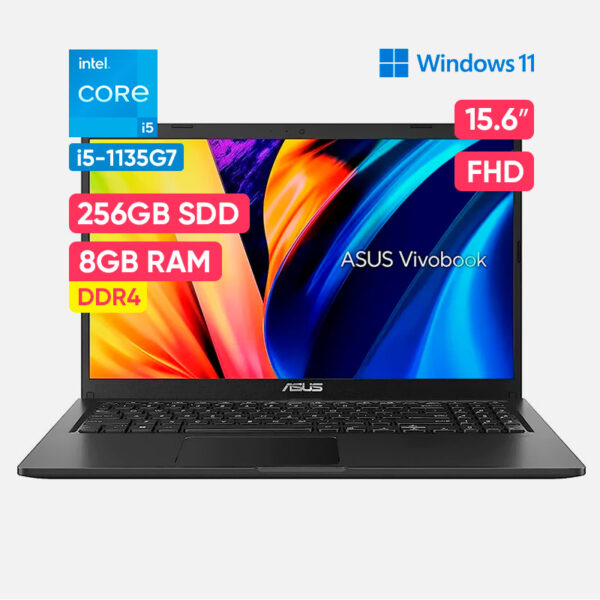 intel.
CORE
i5
i5-1135G7
256GB SDD
8GB RAM
DDR4
Windows 11
15.6”
FHD
ASUS Vivobook
ASUS